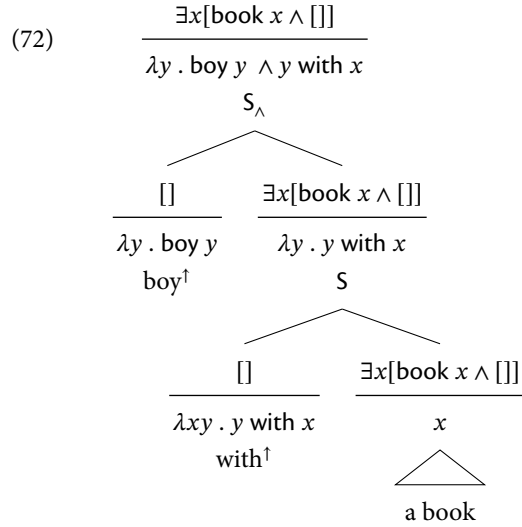 (72)
∃x[book x ∧ []]
λy . boy y ∧ y with x
S∧
[] ∃x[book x ∧ []]
λy . boy y λy . y with x
boy↑ S
[] ∃x[book x ∧ []]
λxy . y with x x
with↑
a book